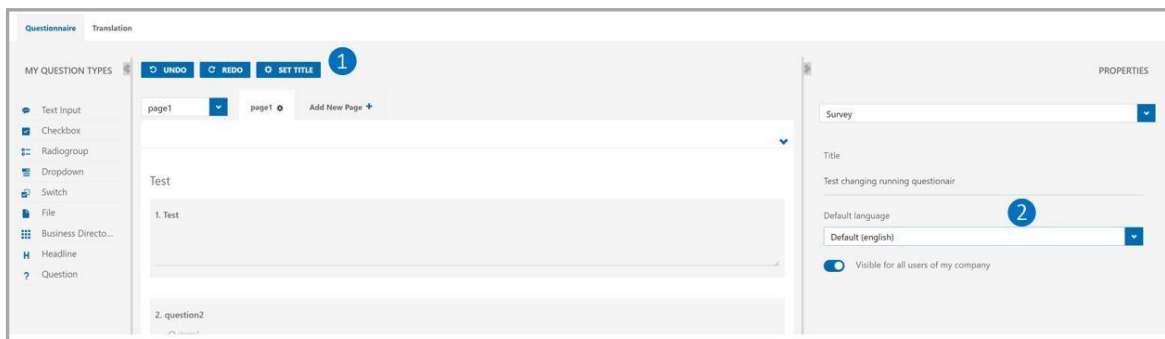 Questionnaire Translation
MY QUESTION TYPES
UNDO REDO SET TITLE 1
PROPERTIES
Text Input
Checkbox
Radiogroup
Dropdown
Switch
File
Business Directo...
Headline
Question
page1 page1 Add New Page +
Test
1. Test
2. question2
Survey
Title
Test changing running questionair
Default language
2
Default (english)
Visible for all users of my company